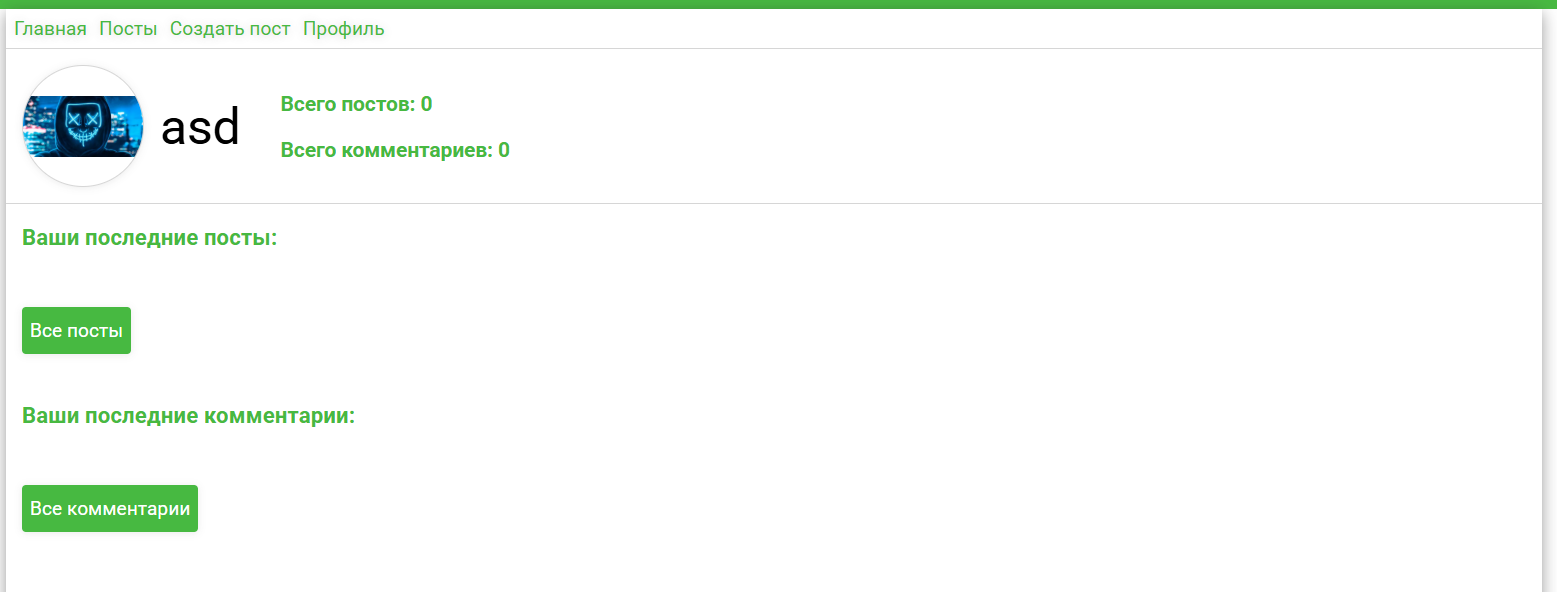 Главная Посты Создать пост Профиль
asd
Всего постов: 0
Всего комментариев: 0
Ваши последние посты:
Все посты
Ваши последние комментарии:
Все комментарии